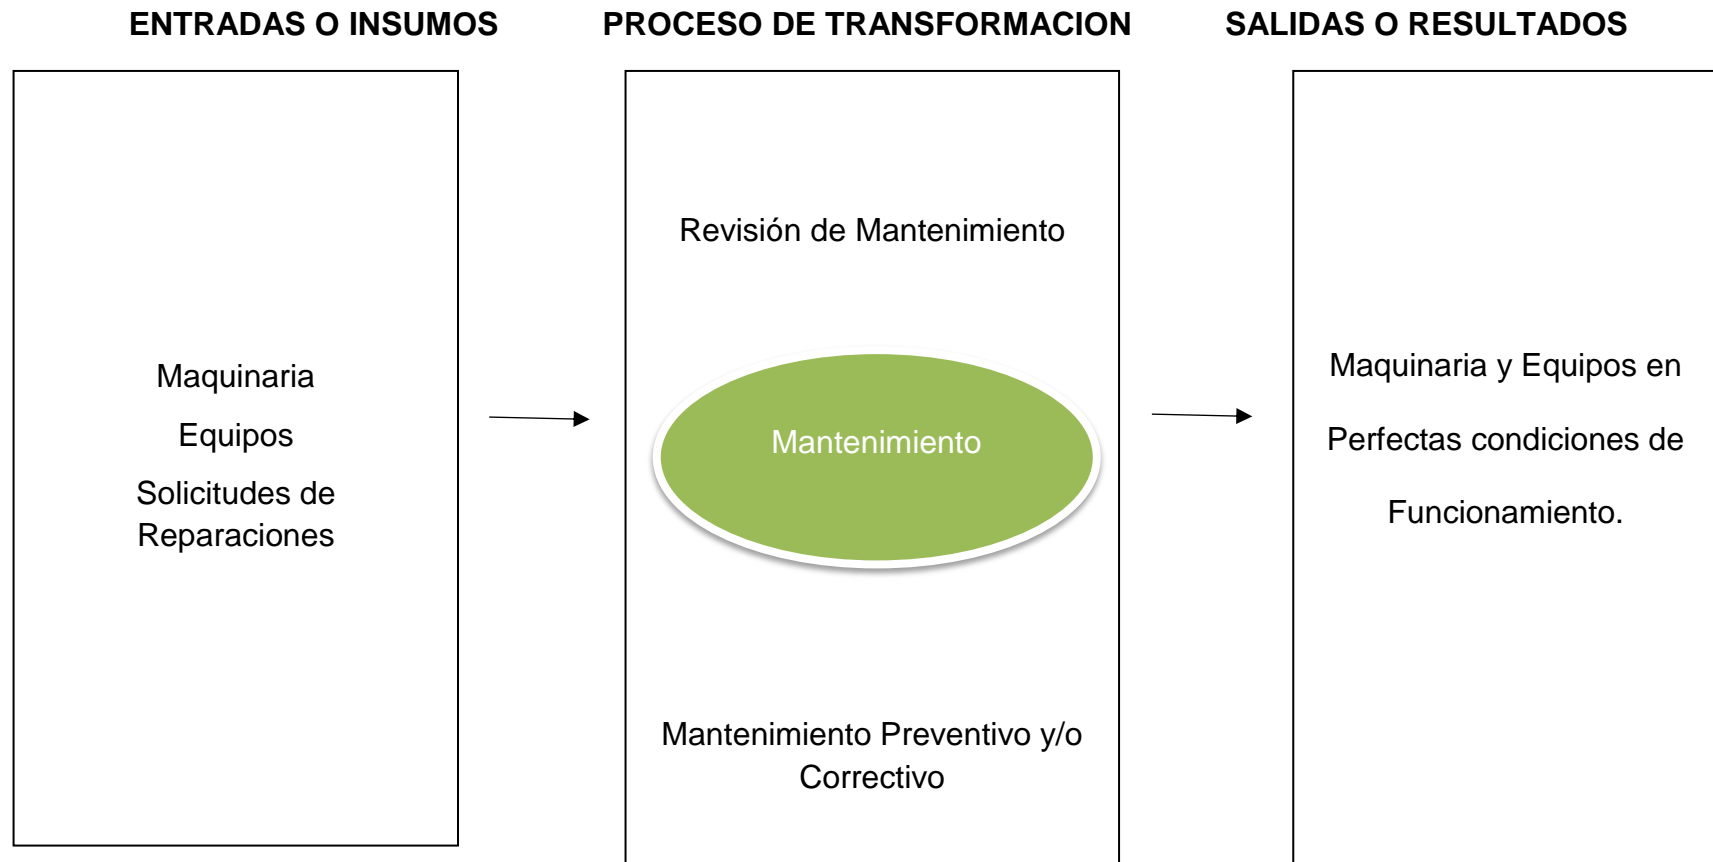 ENTRADAS O INSUMOS
PROCESO DE TRANSFORMACION
SALIDAS O RESULTADOS
Maquinaria
Equipos
Solicitudes de
Reparaciones
Revisión de Mantenimiento
Mantenimiento
Mantenimiento Preventivo y/o
Correctivo
Maquinaria y Equipos en
Perfectas condiciones de
Funcionamiento.